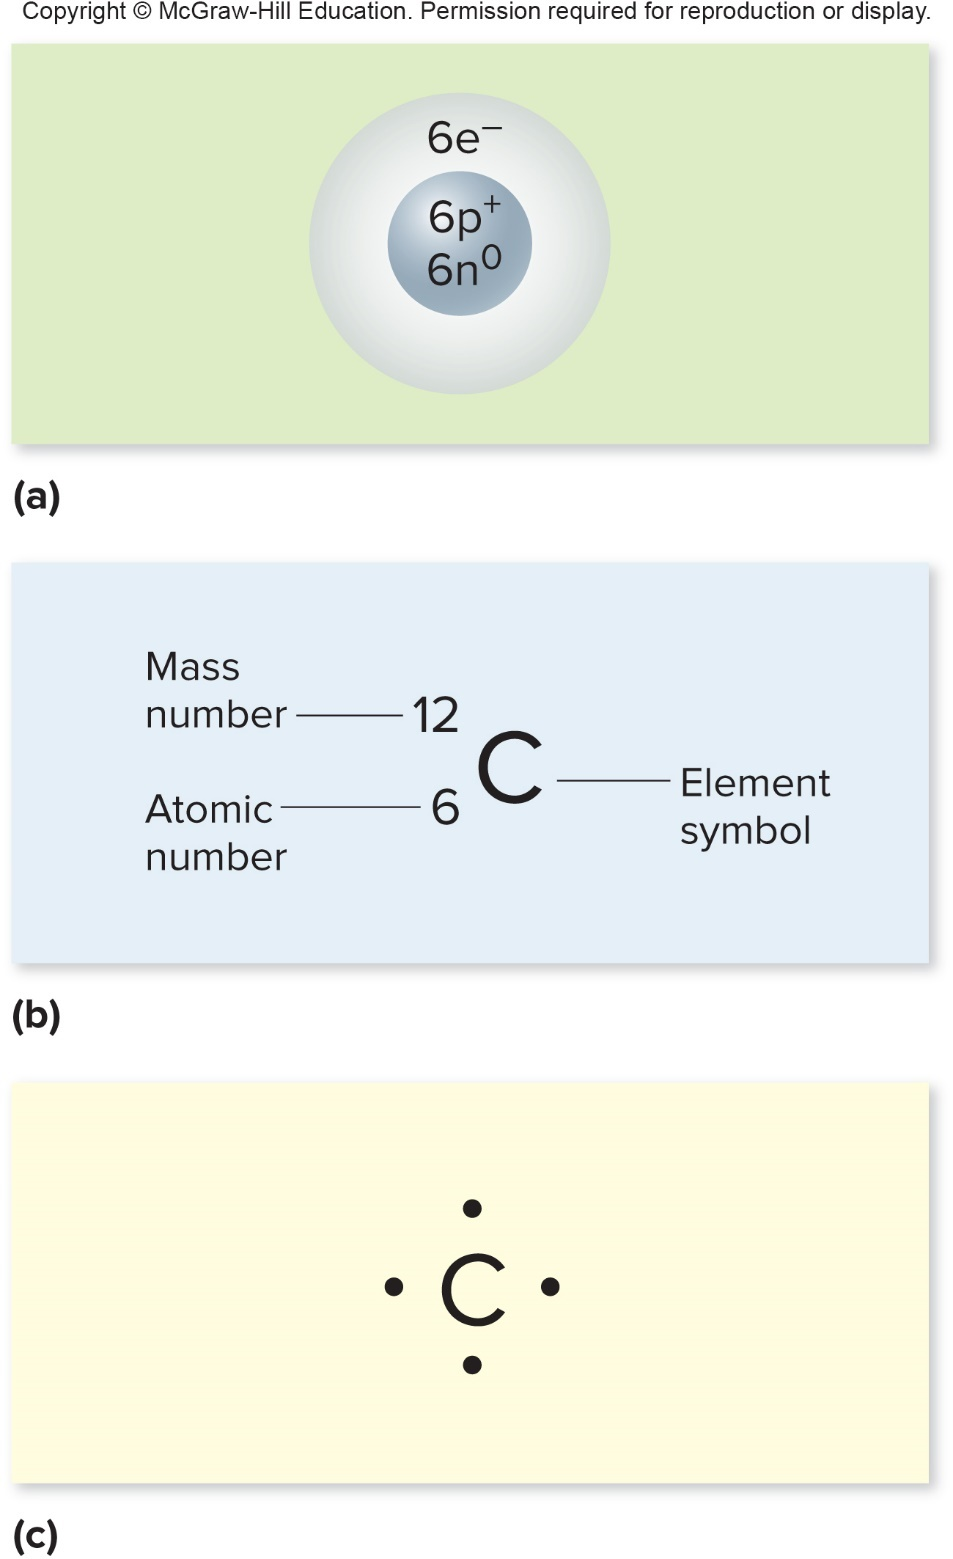 Copyright © McGraw-Hill Education. Permission required for reproduction or display.
6e⁻
6p⁺
6n⁰
(a)
Mass
number
12
C
Element
symbol
Atomic
number
6
(b)
C
(c)